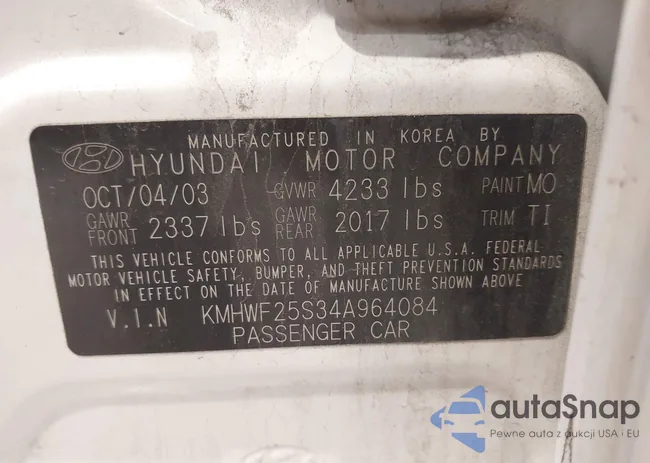 MANUFACTURED IN KOREA BY
HYUNDAI MOTOR COMPANY
OCT/04/03 GVWR 4233 lbs PAINT MO
GAWR FRONT 2337 lbs GAWR REAR 2017 lbs TRIM TI
THIS VEHICLE CONFORMS TO ALL APPLICABLE U.S.A. FEDERAL
MOTOR VEHICLE SAFETY, BUMPER, AND THEFT PREVENTION STANDARDS
IN EFFECT ON THE DATE OF MANUFACTURE SHOWN ABOVE
V.I.N KMHWF25S34A964084
PASSENGER CAR
autaSnap
Pewne auta z aukcji USA i EU